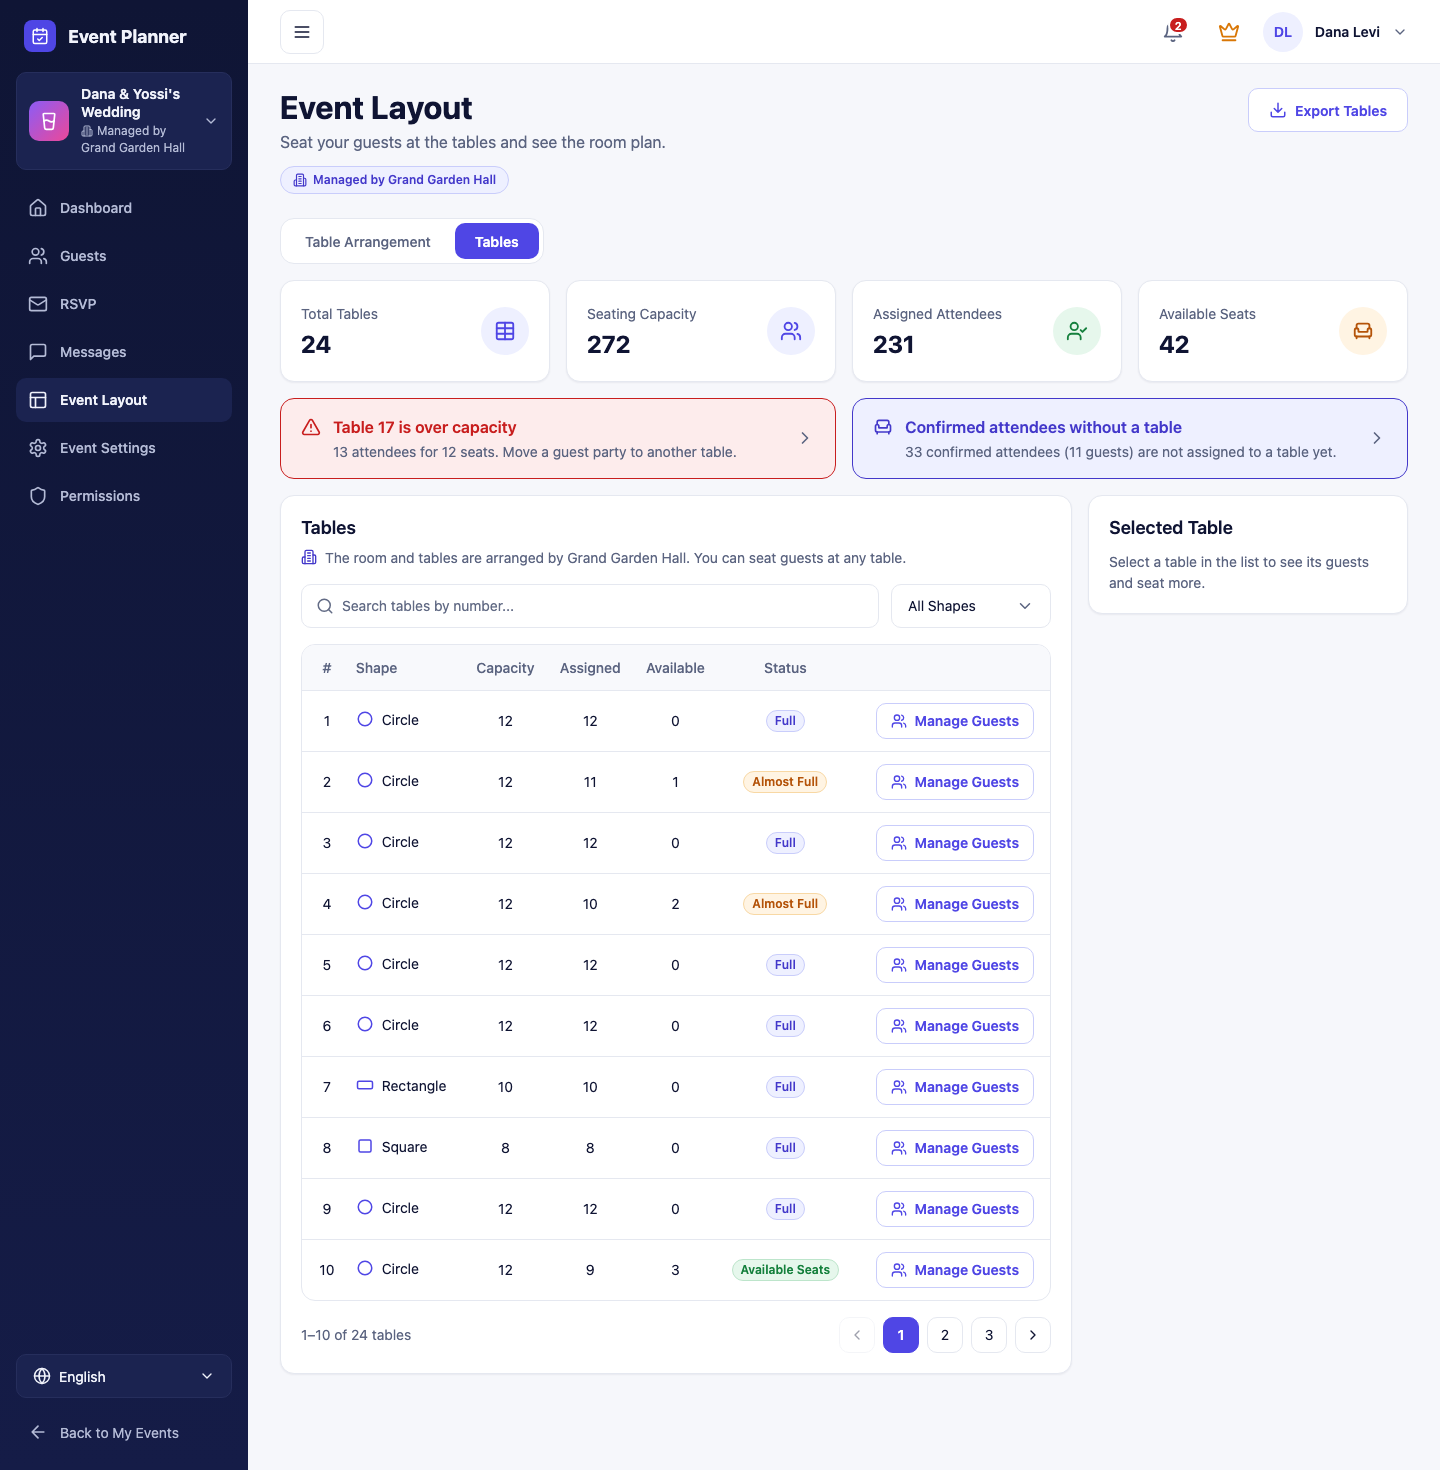 Event Planner
Dana & Yossi's
Wedding
Managed by
Grand Garden Hall
Dashboard
Guests
RSVP
Messages
Event Layout
Event Settings
Permissions
English
Back to My Events
2
DL
Dana Levi
Event Layout
Seat your guests at the tables and see the room plan.
Managed by Grand Garden Hall
Export Tables
Table Arrangement
Tables
Total Tables
24
Seating Capacity
272
Assigned Attendees
231
Available Seats
42
Table 17 is over capacity
13 attendees for 12 seats. Move a guest party to another table.
Confirmed attendees without a table
33 confirmed attendees (11 guests) are not assigned to a table yet.
Tables
The room and tables are arranged by Grand Garden Hall. You can seat guests at any table.
Search tables by number...
All Shapes
# Shape Capacity Assigned Available Status
1 Circle 12 12 0 Full Manage Guests
2 Circle 12 11 1 Almost Full Manage Guests
3 Circle 12 12 0 Full Manage Guests
4 Circle 12 10 2 Almost Full Manage Guests
5 Circle 12 12 0 Full Manage Guests
6 Circle 12 12 0 Full Manage Guests
7 Rectangle 10 10 0 Full Manage Guests
8 Square 8 8 0 Full Manage Guests
9 Circle 12 12 0 Full Manage Guests
10 Circle 12 9 3 Available Seats Manage Guests
1–10 of 24 tables
1 2 3
Selected Table
Select a table in the list to see its guests
and seat more.